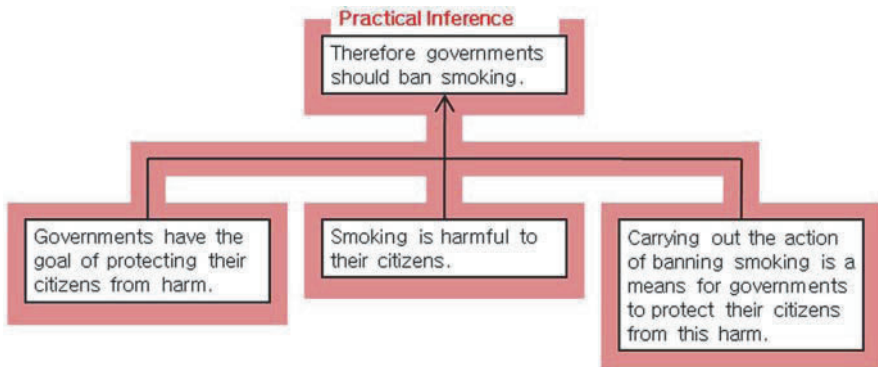 Practical Inference
Therefore governments
should ban smoking.
Governments have the
goal of protecting their
citizens from harm.
Smoking is harmful to
their citizens.
Carrying out the action
of banning smoking is a
means for governments
to protect their citizens
from this harm.